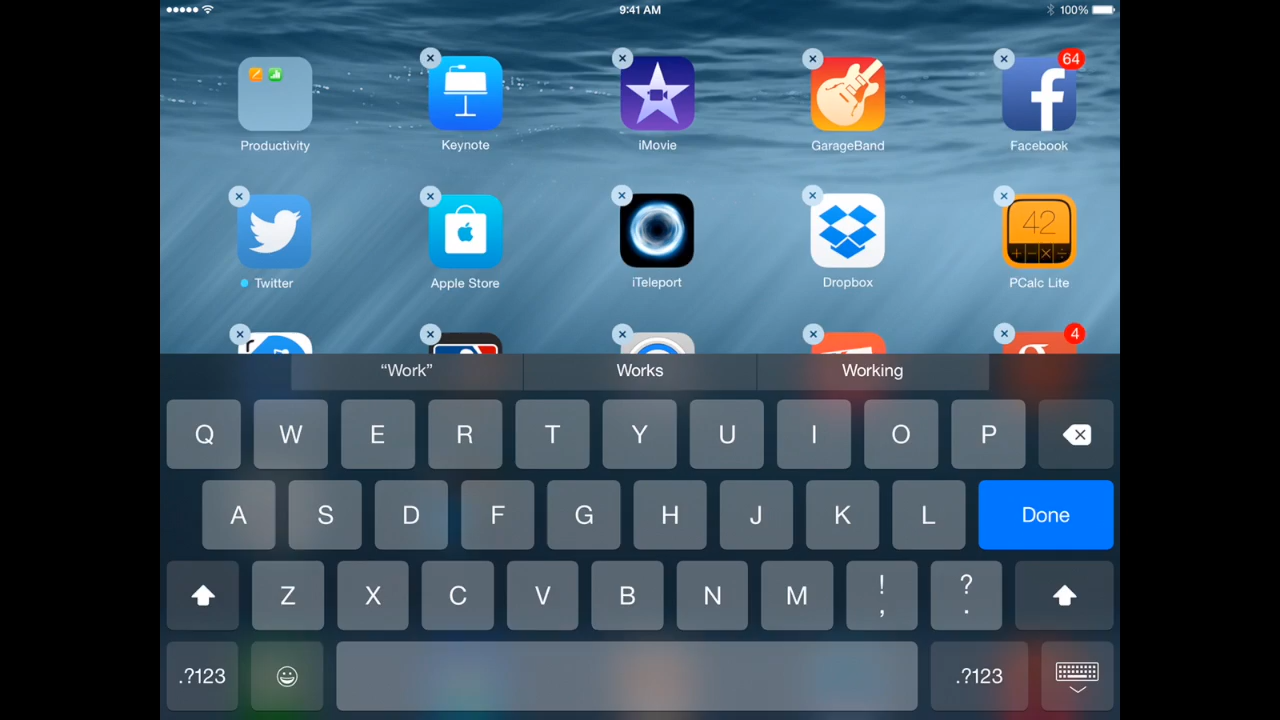 9:41 AM
100%
64
Productivity
Keynote
iMovie
GarageBand
Facebook
42
Twitter
Apple Store
iTeleport
Dropbox
PCalc Lite
4
“Work” Works Working
Q W E R T Y U I O P
A S D F G H J K L Done
Z X C V B N M ! , ? .
.?123 .?123